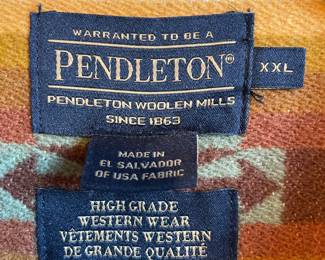 WARRANTED TO BE A
PENDLETON®
XXL
PENDLETON WOOLEN MILLS
SINCE 1863
MADE IN
EL SALVADOR
OF USA FABRIC
HIGH GRADE
WESTERN WEAR
VÊTEMENTS WESTERN
DE GRANDE QUALITÉ